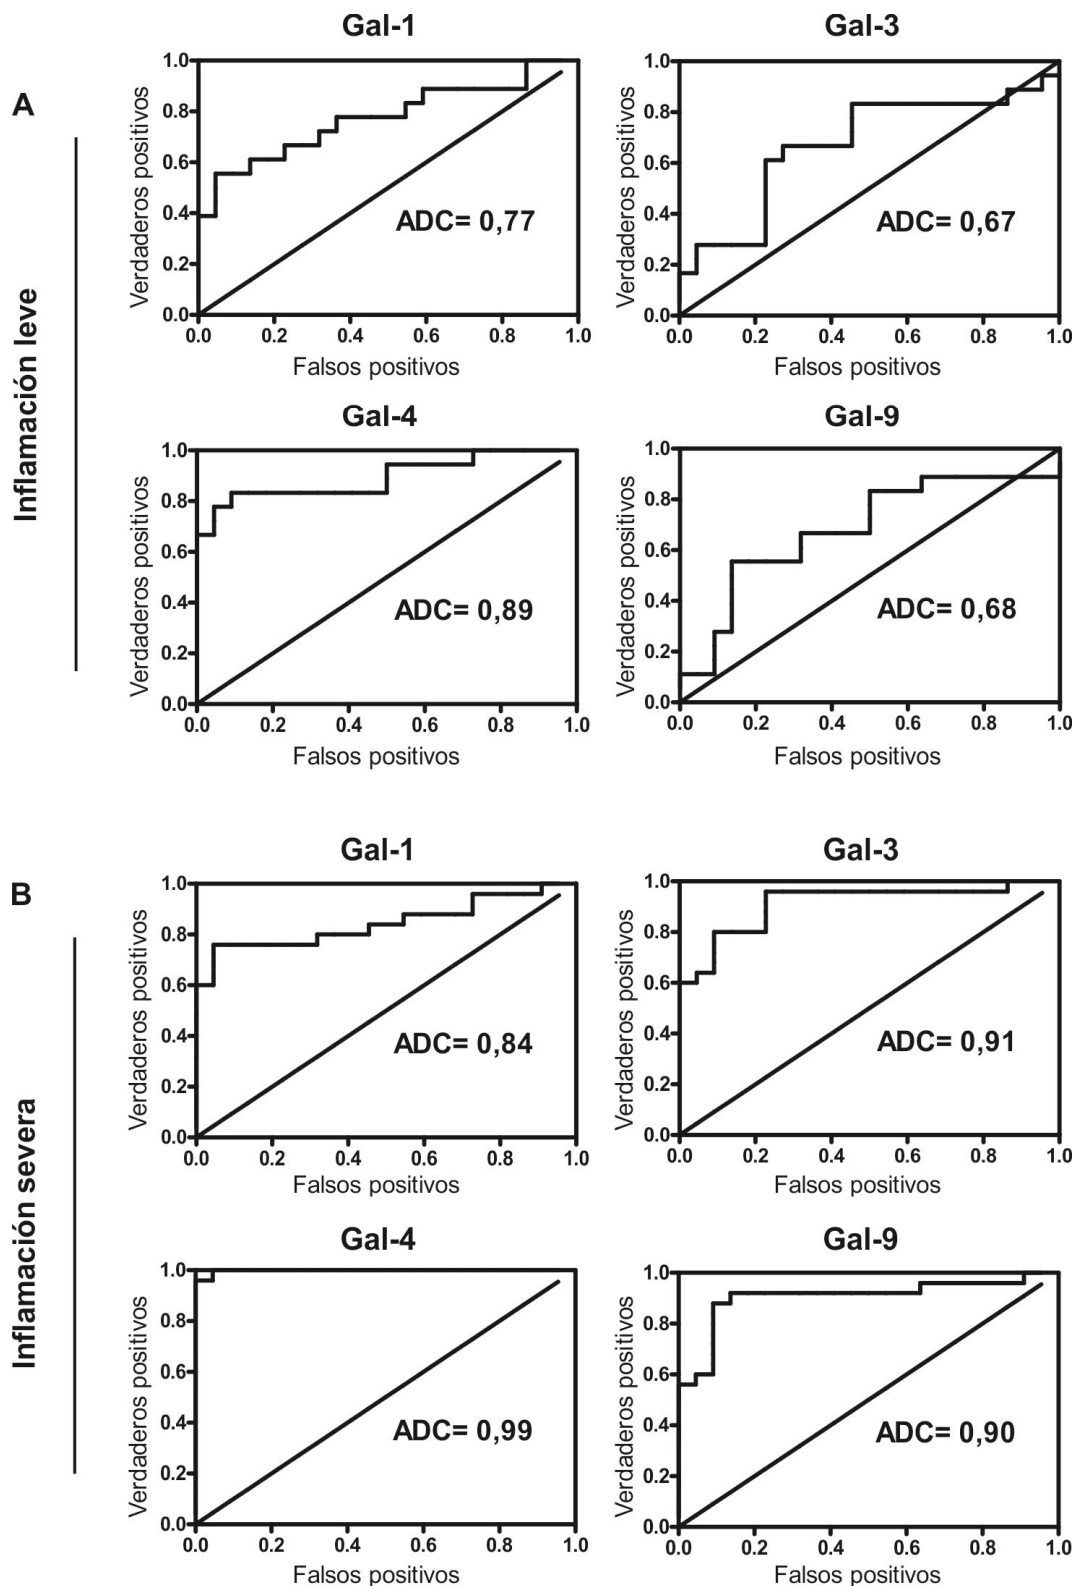 A
Inflamación leve
Gal-1
Verdaderos positivos
1.0
0.8
0.6
0.4
0.2
0.0
ADC= 0,77
0.0 0.2 0.4 0.6 0.8 1.0
Falsos positivos
Gal-3
Verdaderos positivos
1.0
0.8
0.6
0.4
0.2
0.0
ADC= 0,67
0.0 0.2 0.4 0.6 0.8 1.0
Falsos positivos
Gal-4
Verdaderos positivos
1.0
0.8
0.6
0.4
0.2
0.0
ADC= 0,89
0.0 0.2 0.4 0.6 0.8 1.0
Falsos positivos
Gal-9
Verdaderos positivos
1.0
0.8
0.6
0.4
0.2
0.0
ADC= 0,68
0.0 0.2 0.4 0.6 0.8 1.0
Falsos positivos
B
Inflamación severa
Gal-1
Verdaderos positivos
1.0
0.8
0.6
0.4
0.2
0.0
ADC= 0,84
0.0 0.2 0.4 0.6 0.8 1.0
Falsos positivos
Gal-3
Verdaderos positivos
1.0
0.8
0.6
0.4
0.2
0.0
ADC= 0,91
0.0 0.2 0.4 0.6 0.8 1.0
Falsos positivos
Gal-4
Verdaderos positivos
1.0
0.8
0.6
0.4
0.2
0.0
ADC= 0,99
0.0 0.2 0.4 0.6 0.8 1.0
Falsos positivos
Gal-9
Verdaderos positivos
1.0
0.8
0.6
0.4
0.2
0.0
ADC= 0,90
0.0 0.2 0.4 0.6 0.8 1.0
Falsos positivos